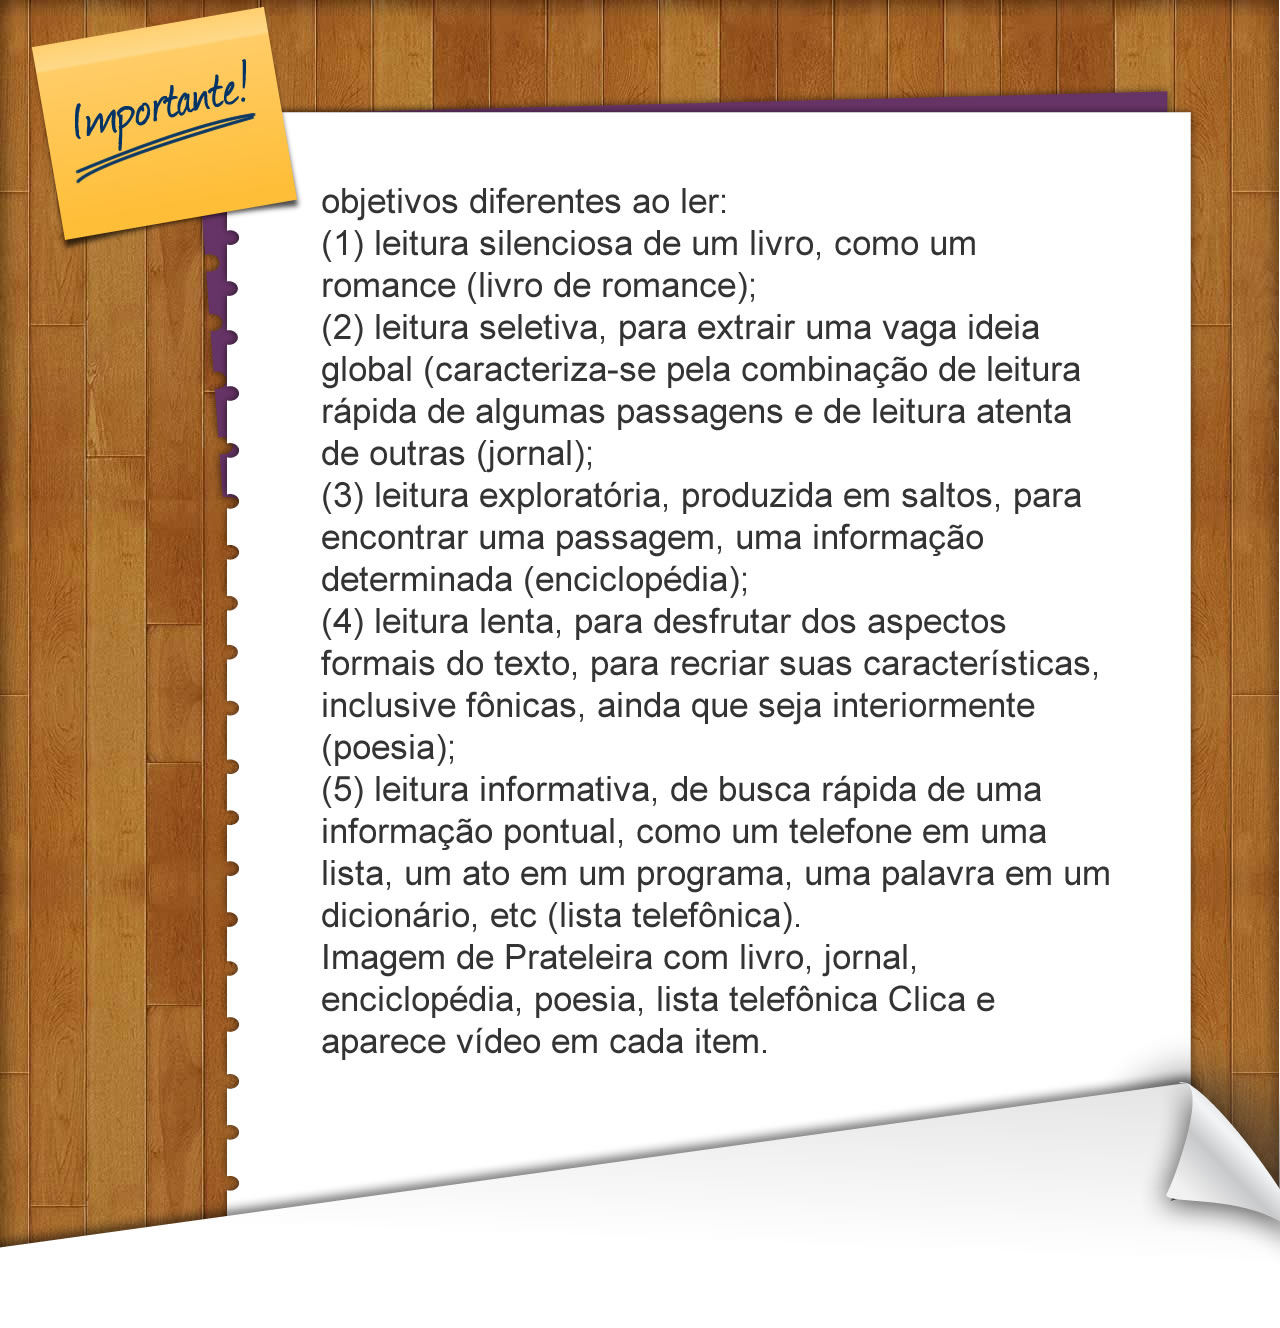 Importante!
objetivos diferentes ao ler:
(1) leitura silenciosa de um livro, como um
romance (livro de romance);
(2) leitura seletiva, para extrair uma vaga ideia
global (caracteriza-se pela combinação de leitura
rápida de algumas passagens e de leitura atenta
de outras (jornal);
(3) leitura exploratória, produzida em saltos, para
encontrar uma passagem, uma informação
determinada (enciclopédia);
(4) leitura lenta, para desfrutar dos aspectos
formais do texto, para recriar suas características,
inclusive fônicas, ainda que seja interiormente
(poesia);
(5) leitura informativa, de busca rápida de uma
informação pontual, como um telefone em uma
lista, um ato em um programa, uma palavra em um
dicionário, etc (lista telefônica).
Imagem de Prateleira com livro, jornal,
enciclopédia, poesia, lista telefônica Clica e
aparece vídeo em cada item.